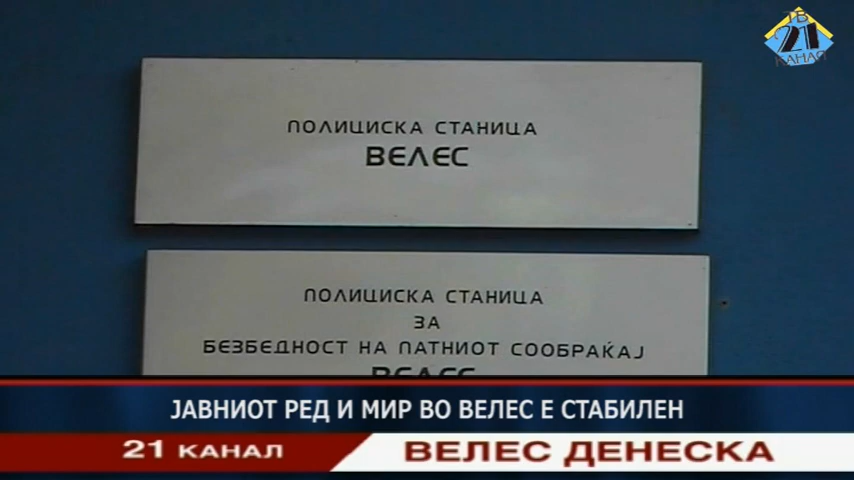 ТВ
21
КАНАЛ
ПОЛИЦИСКА СТАНИЦА
ВЕЛЕС
ПОЛИЦИСКА СТАНИЦА
ЗА
БЕЗБЕДНОСТ НА ПАТНИОТ СООБРАЌАЈ
ВЕЛЕС
ЈАВНИОТ РЕД И МИР ВО ВЕЛЕС Е СТАБИЛЕН
21 КАНАЛ
ВЕЛЕС ДЕНЕСКА